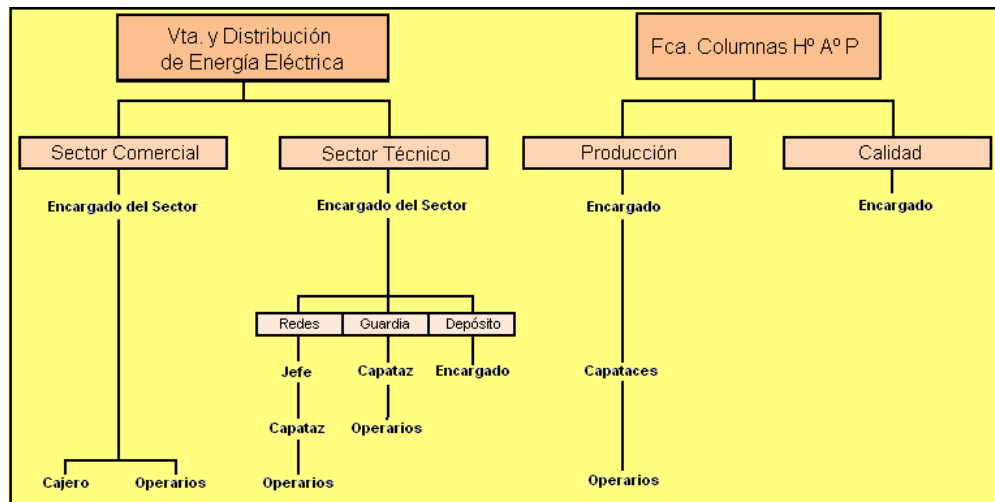 Vta. y Distribución
de Energía Eléctrica
Fca. Columnas Hº Aº P
Sector Comercial
Sector Técnico
Producción
Calidad
Encargado del Sector
Encargado del Sector
Encargado
Encargado
Redes
Guardia
Depósito
Jefe
Capataz
Encargado
Capataces
Capataz
Operarios
Cajero
Operarios
Operarios
Operarios